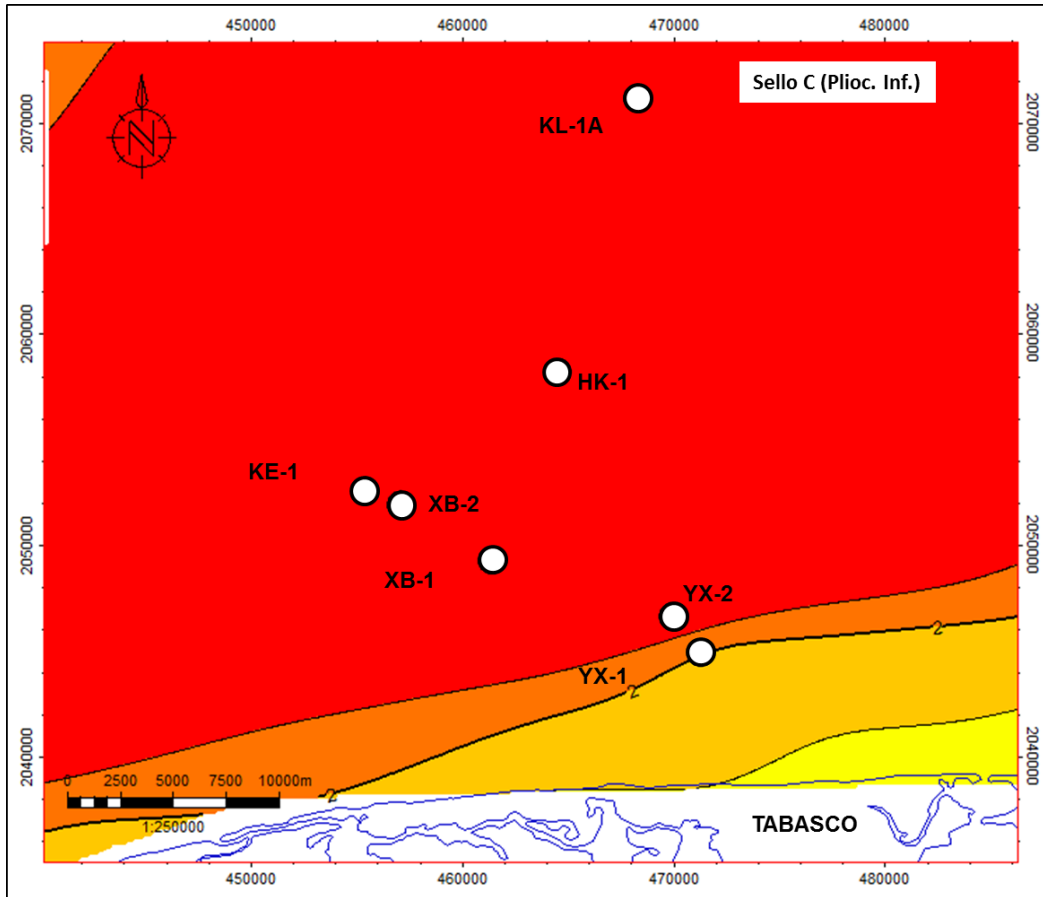 450000 460000 470000 480000
Sello C (Plioc. Inf.)
KL-1A
2070000 2070000
N
2060000 2060000
HK-1
KE-1
XB-2
2050000 2050000
XB-1
YX-2
2
YX-1
2
2040000 2040000
0 2500 5000 7500 10000m
2
1:250000
TABASCO
450000 460000 470000 480000